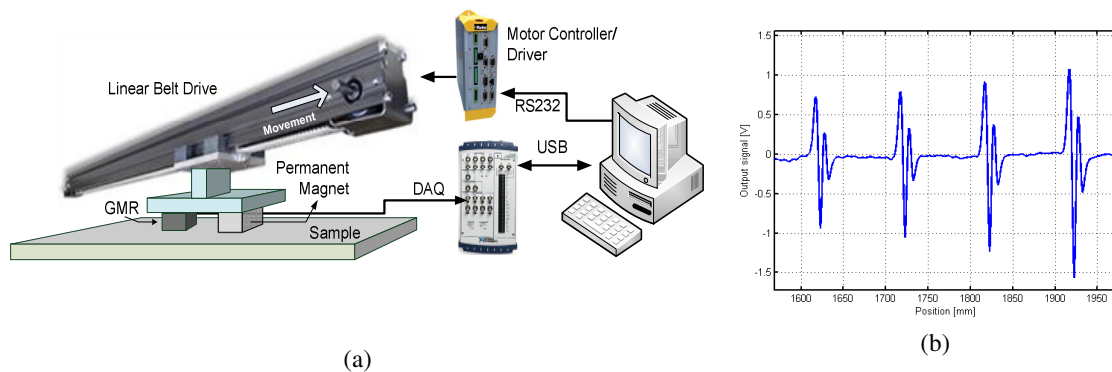 Linear Belt Drive
Movement
Motor Controller/
Driver
RS232
USB
DAQ
Permanent
Magnet
GMR
Sample
(a)
Output signal [V]
1.5
1
0.5
0
-0.5
-1
-1.5
1600 1650 1700 1750 1800 1850 1900 1950
Position [mm]
(b)